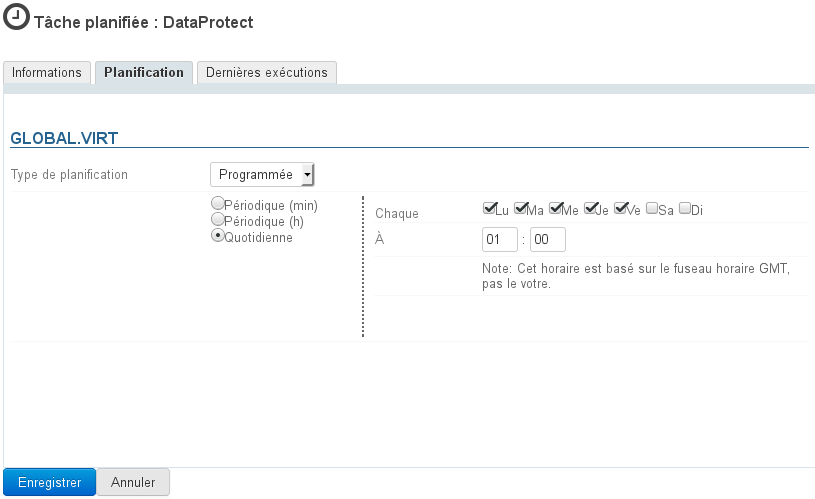 Tâche planifiée : DataProtect
Informations Planification Dernières exécutions
GLOBAL.VIRT
Type de planification Programmée
Périodique (min)
Périodique (h)
Quotidienne
Chaque Lu Ma Me Je Ve Sa Di
À 01 : 00
Note: Cet horaire est basé sur le fuseau horaire GMT,
pas le votre.
Enregistrer Annuler